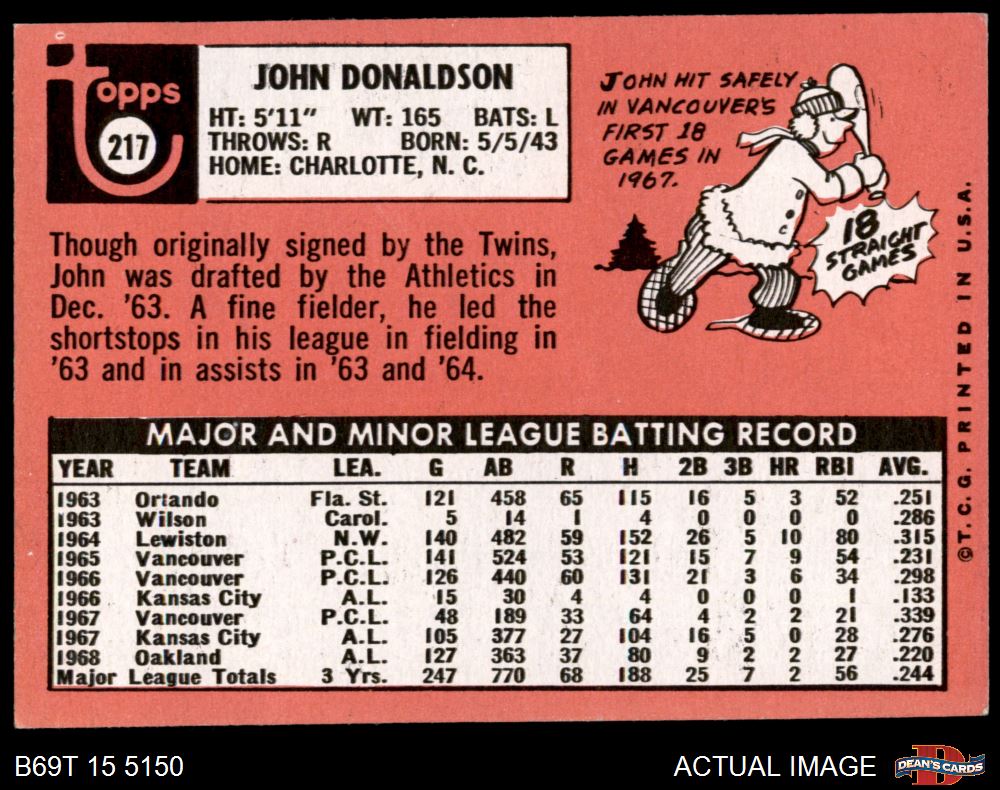 topps
217
JOHN DONALDSON
HT: 5'11" WT: 165 BATS: L
THROWS: R BORN: 5/5/43
HOME: CHARLOTTE, N. C.
JOHN HIT SAFELY
IN VANCOUVER'S
FIRST 18
GAMES IN
1967.
18
STRAIGHT
GAMES
Though originally signed by the Twins,
John was drafted by the Athletics in
Dec. '63. A fine fielder, he led the
shortstops in his league in fielding in
'63 and in assists in '63 and '64.
MAJOR AND MINOR LEAGUE BATTING RECORD
YEAR TEAM LEA. G AB R H 2B 3B HR RBI AVG.
1963 Orlando Fla. St. 121 458 65 115 16 5 3 52 .251
1963 Wilson Carol. 5 14 1 4 0 0 0 0 .286
1964 Lewiston N.W. 140 482 59 152 26 5 10 80 .315
1965 Vancouver P.C.L. 141 524 53 121 15 7 9 54 .231
1966 Vancouver P.C.L. 126 440 60 131 21 3 6 34 .298
1966 Kansas City A.L. 15 30 4 4 0 0 0 1 .133
1967 Vancouver P.C.L. 48 189 33 64 4 2 2 21 .339
1967 Kansas City A.L. 105 377 27 104 16 5 0 28 .276
1968 Oakland A.L. 127 363 37 80 9 2 2 27 .220
Major League Totals 3 Yrs. 247 770 68 188 25 7 2 56 .244
©T.C.G. PRINTED IN U.S.A.
B69T 15 5150
ACTUAL IMAGE
DEAN'S CARDS